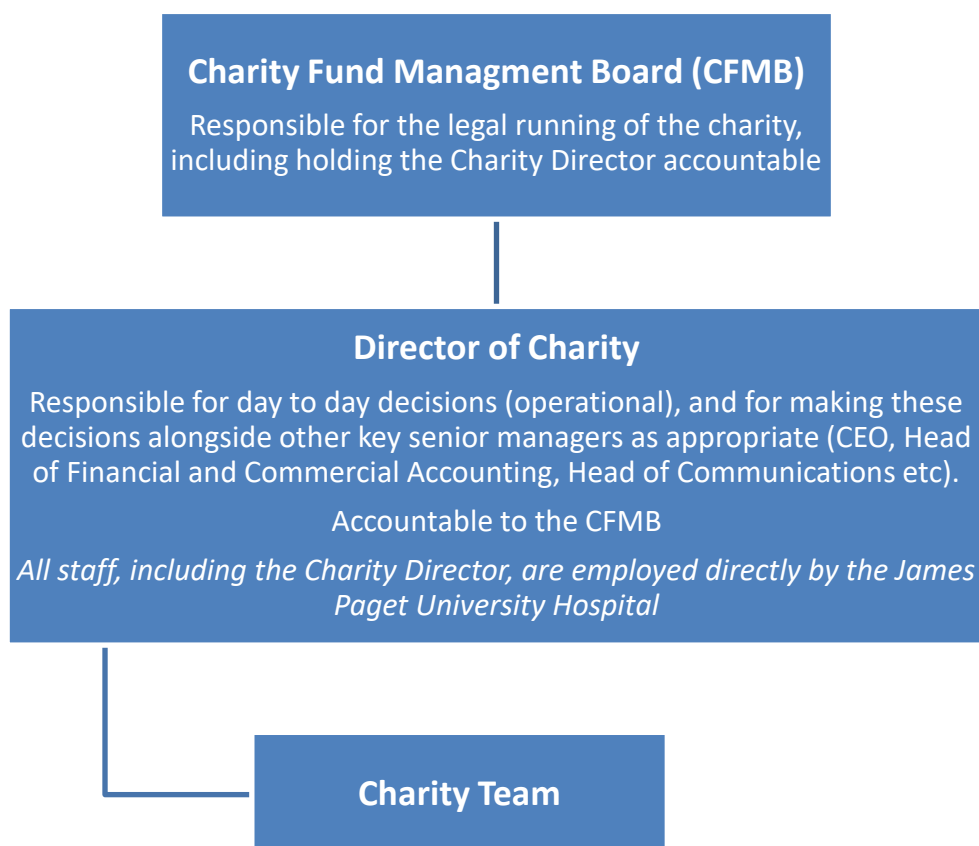 Charity Fund Managment Board (CFMB)
Responsible for the legal running of the charity,
including holding the Charity Director accountable
Director of Charity
Responsible for day to day decisions (operational), and for making these
decisions alongside other key senior managers as appropriate (CEO, Head
of Financial and Commercial Accounting, Head of Communications etc).
Accountable to the CFMB
All staff, including the Charity Director, are employed directly by the James
Paget University Hospital
Charity Team